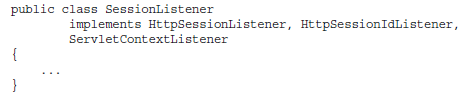 public class SessionListener
        implements HttpSessionListener, HttpSessionIdListener,
        ServletContextListener
{
    ...
}